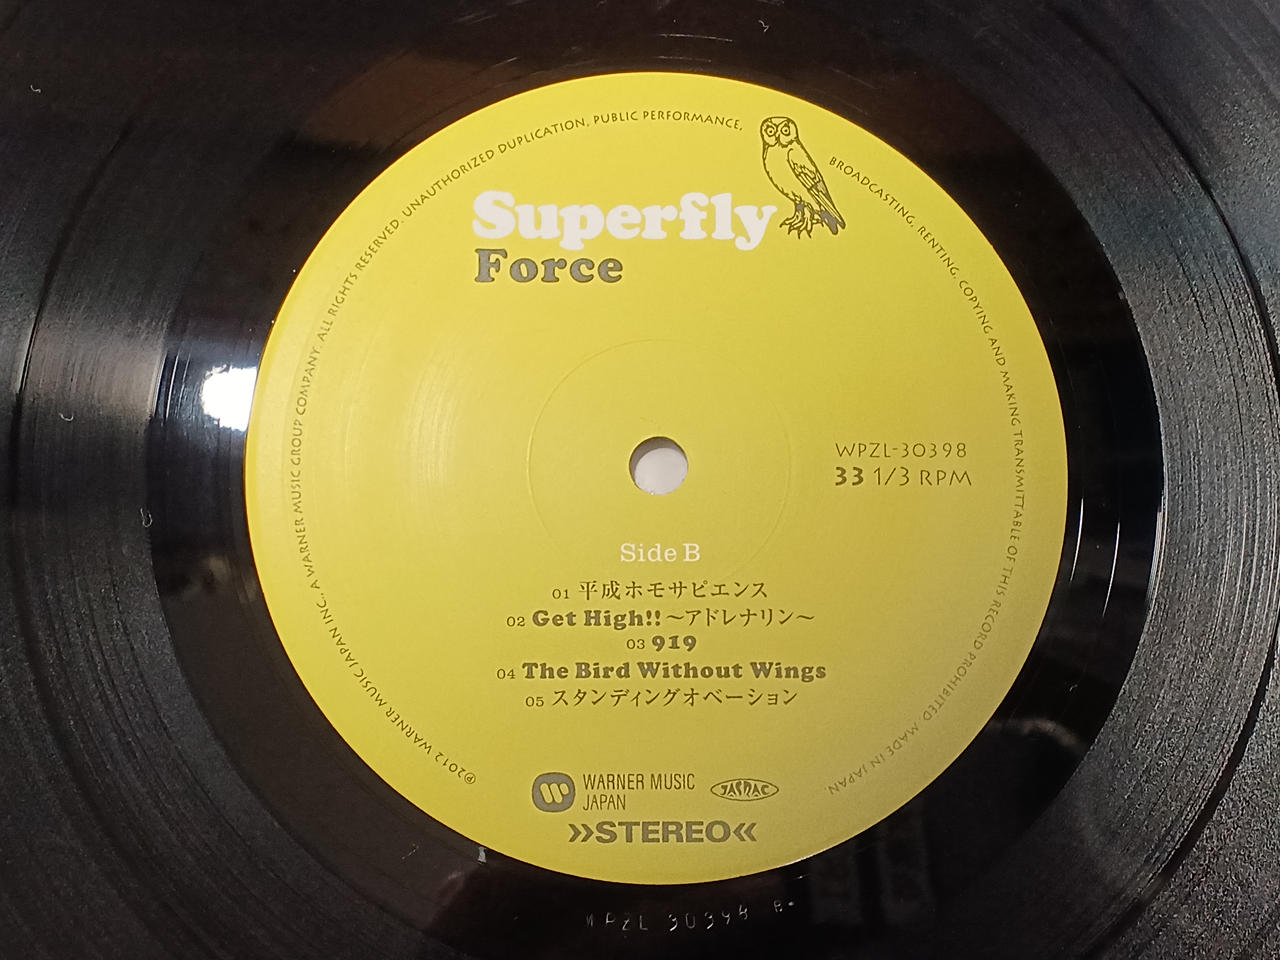 UNAUTHORIZED DUPLICATION, PUBLIC PERFORMANCE, BROADCASTING, RENTING, COPYING AND MAKING TRANSMITTABLE OF THIS RECORD PROHIBITED. MADE IN JAPAN.
℗2012 WARNER MUSIC JAPAN INC., A WARNER MUSIC GROUP COMPANY. ALL RIGHTS RESERVED.
Superfly
Force
WPZL-30398
33 1/3 RPM
Side B
01 平成ホモサピエンス
02 Get High!! ～アドレナリン～
03 919
04 The Bird Without Wings
05 スタンディングオベーション
WARNER MUSIC
JAPAN
JASRAC
»STEREO«
WPZL